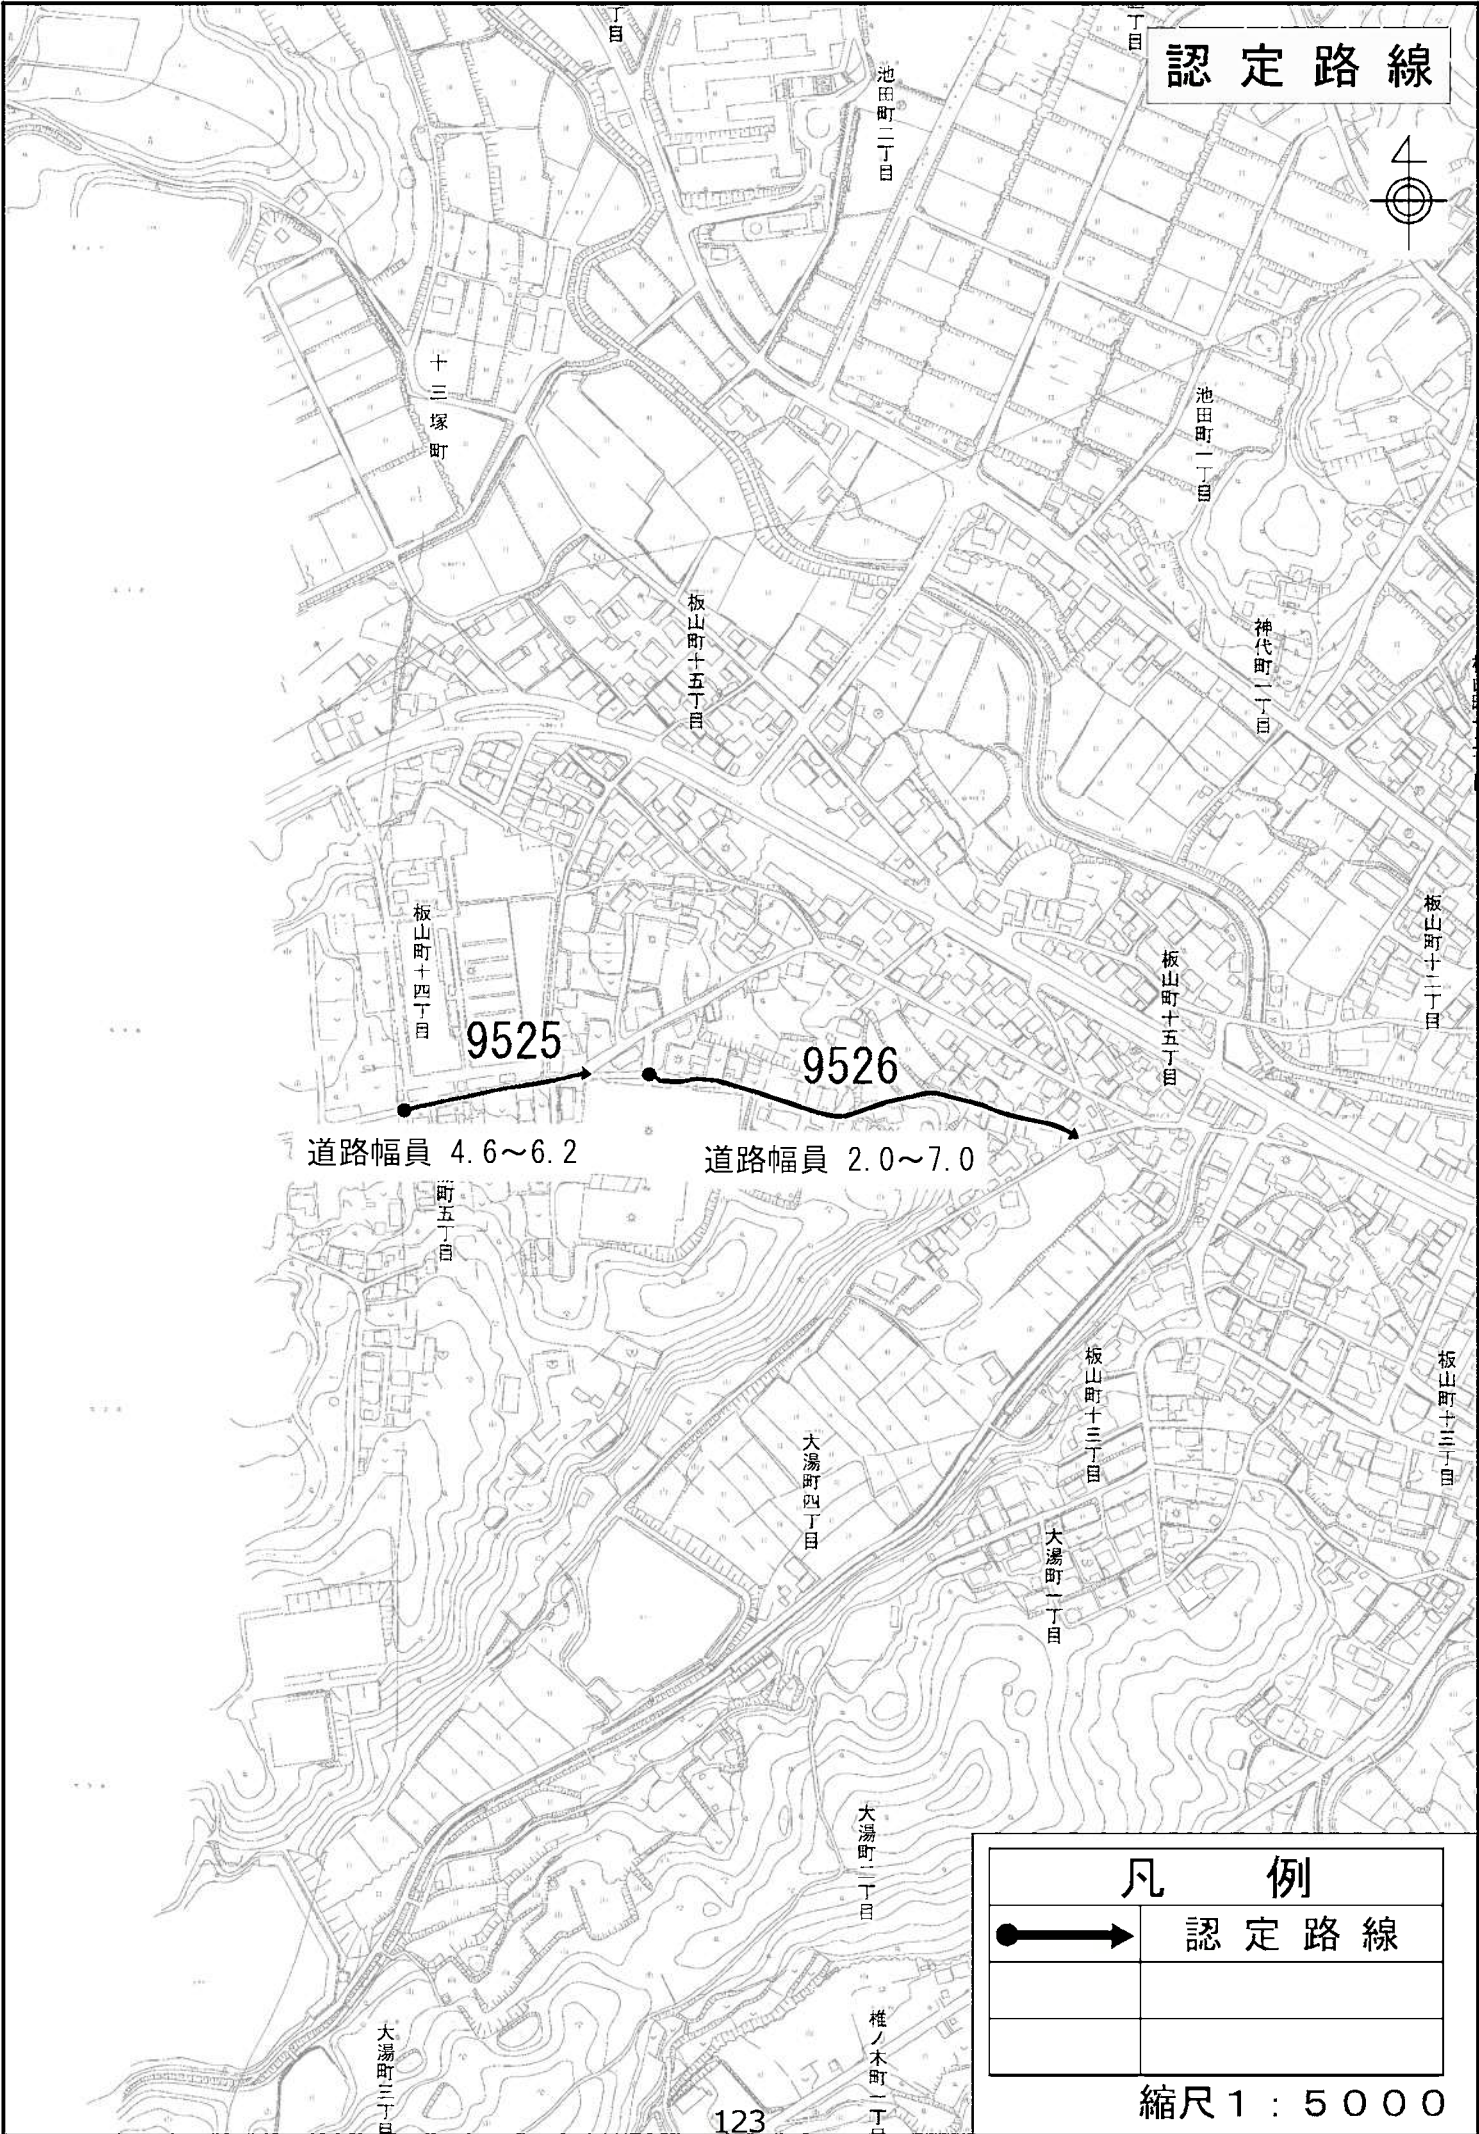 認定路線
丁目
丁目
池田町二丁目
十三塚町
池田町一丁目
板山町十五丁目
神代町一丁目
板山町十四丁目
板山町十五丁目
板山町十二丁目
9525
9526
道路幅員 4.6～6.2
道路幅員 2.0～7.0
町五丁目
板山町十三丁目
板山町十三丁目
大湯町四丁目
大湯町一丁目
大湯町二丁目
大湯町三丁目
椎ノ木町一丁目
凡例
認定路線
縮尺1:5000
123